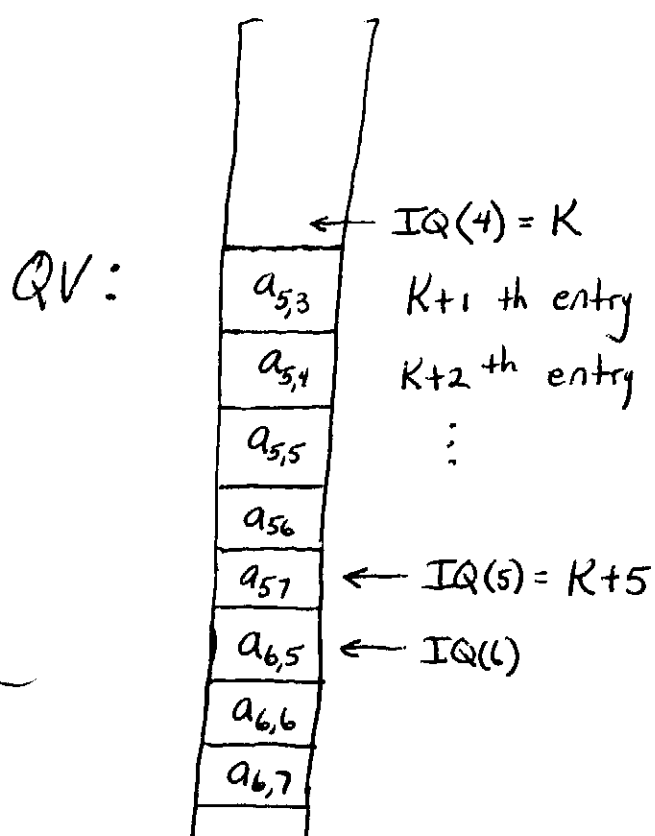 ← IQ(4) = K
QV:
a5,3 K+1 th entry
a5,4 K+2 th entry
a5,5 ⋮
a56
a57 ← IQ(5) = K+5
a6,5 ← IQ(6)
a6,6
a6,7